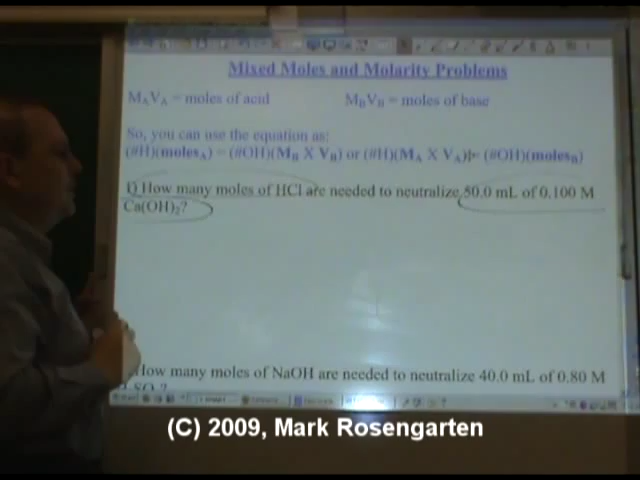 Mixed Moles and Molarity Problems
MAVA = moles of acid MBVB = moles of base
So, you can use the equation as:
(#H)(molesA) = (#OH)(MB X VB) or (#H)(MA X VA) = (#OH)(molesB)
1) How many moles of HCl are needed to neutralize 50.0 mL of 0.100 M
Ca(OH)2?
How many moles of NaOH are needed to neutralize 40.0 mL of 0.80 M
(C) 2009, Mark Rosengarten